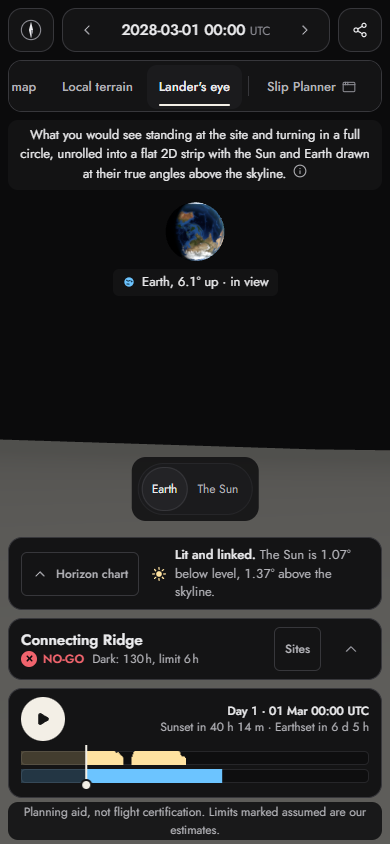 2028-03-01 00:00 UTC
map Local terrain Lander's eye Slip Planner
What you would see standing at the site and turning in a full
circle, unrolled into a flat 2D strip with the Sun and Earth drawn
at their true angles above the skyline.
Earth, 6.1° up · in view
Earth The Sun
Horizon chart
Lit and linked. The Sun is 1.07°
below level, 1.37° above the
skyline.
Connecting Ridge
NO-GO Dark: 130 h, limit 6 h
Sites
Day 1 · 01 Mar 00:00 UTC
Sunset in 40 h 14 m · Earthset in 6 d 5 h
Planning aid, not flight certification. Limits marked assumed are our
estimates.